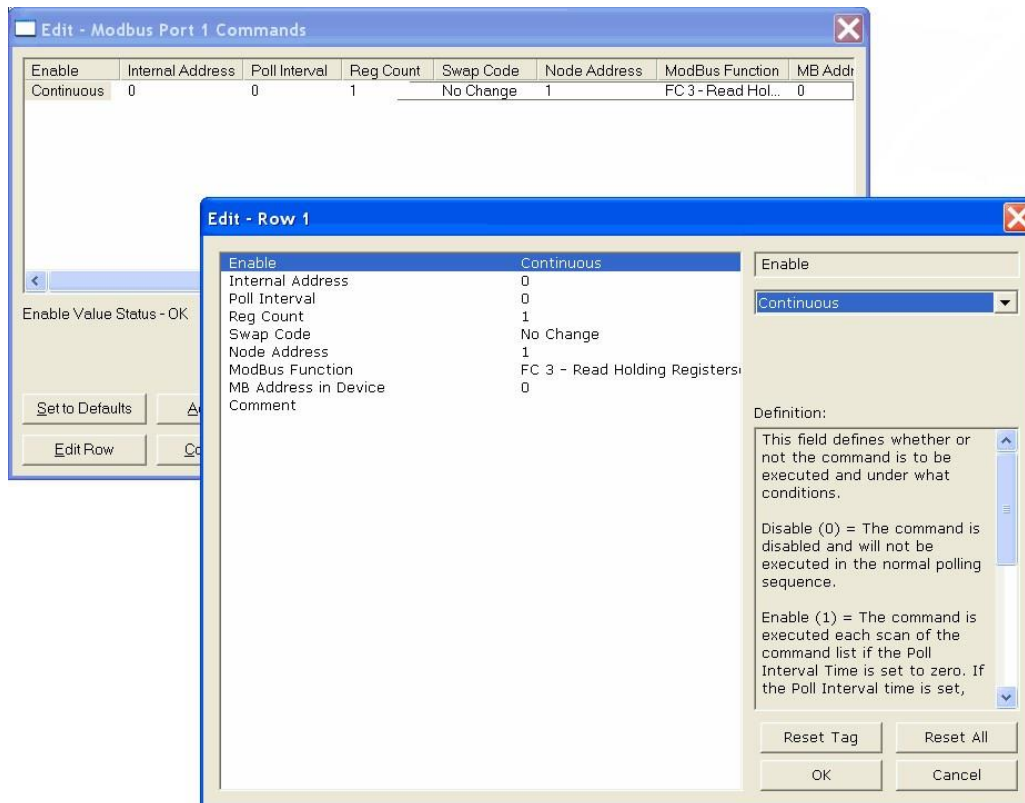 Edit - Modbus Port 1 Commands
Enable Internal Address Poll Interval Reg Count Swap Code Node Address ModBus Function MB Addr
Continuous 0 0 1 No Change 1 FC 3 - Read Hol... 0
Enable Value Status - OK
Set to Defaults
Edit Row
Edit - Row 1
Enable Continuous
Internal Address 0
Poll Interval 0
Reg Count 1
Swap Code No Change
Node Address 1
ModBus Function FC 3 - Read Holding Registers
MB Address in Device 0
Comment
Enable
Continuous
Definition:
This field defines whether or
not the command is to be
executed and under what
conditions.
Disable (0) = The command is
disabled and will not be
executed in the normal polling
sequence.
Enable (1) = The command is
executed each scan of the
command list if the Poll
Interval Time is set to zero. If
the Poll Interval time is set,
Reset Tag Reset All
OK Cancel